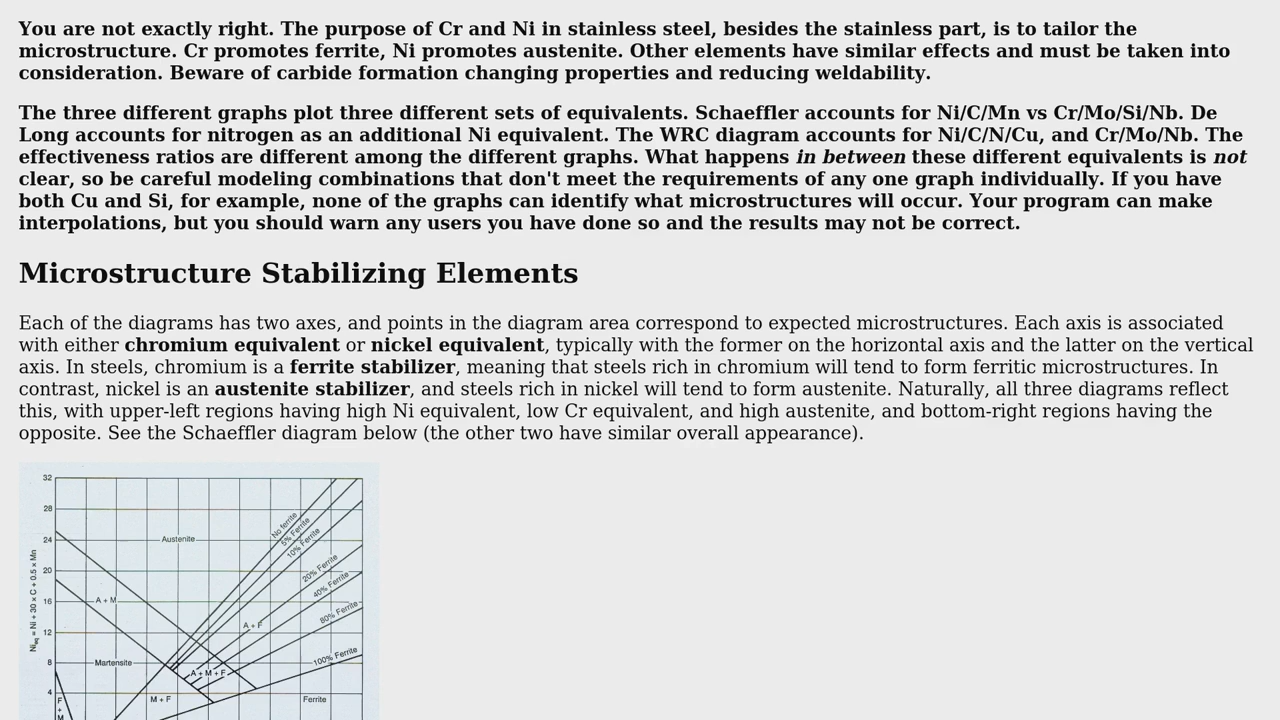 You are not exactly right. The purpose of Cr and Ni in stainless steel, besides the stainless part, is to tailor the
microstructure. Cr promotes ferrite, Ni promotes austenite. Other elements have similar effects and must be taken into
consideration. Beware of carbide formation changing properties and reducing weldability.
The three different graphs plot three different sets of equivalents. Schaeffler accounts for Ni/C/Mn vs Cr/Mo/Si/Nb. De
Long accounts for nitrogen as an additional Ni equivalent. The WRC diagram accounts for Ni/C/N/Cu, and Cr/Mo/Nb. The
effectiveness ratios are different among the different graphs. What happens in between these different equivalents is not
clear, so be careful modeling combinations that don't meet the requirements of any one graph individually. If you have
both Cu and Si, for example, none of the graphs can identify what microstructures will occur. Your program can make
interpolations, but you should warn any users you have done so and the results may not be correct.
Microstructure Stabilizing Elements
Each of the diagrams has two axes, and points in the diagram area correspond to expected microstructures. Each axis is associated
with either chromium equivalent or nickel equivalent, typically with the former on the horizontal axis and the latter on the vertical
axis. In steels, chromium is a ferrite stabilizer, meaning that steels rich in chromium will tend to form ferritic microstructures. In
contrast, nickel is an austenite stabilizer, and steels rich in nickel will tend to form austenite. Naturally, all three diagrams reflect
this, with upper-left regions having high Ni equivalent, low Cr equivalent, and high austenite, and bottom-right regions having the
opposite. See the Schaeffler diagram below (the other two have similar overall appearance).
32
28
24
20
16
12
8
4
Ni eq = Ni + 30 × C + 0.5 × Mn
Austenite
No ferrite
5% Ferrite
10% Ferrite
20% Ferrite
40% Ferrite
80% Ferrite
100% Ferrite
A + M
A + F
Martensite
A + M + F
M + F
Ferrite
F
+
M